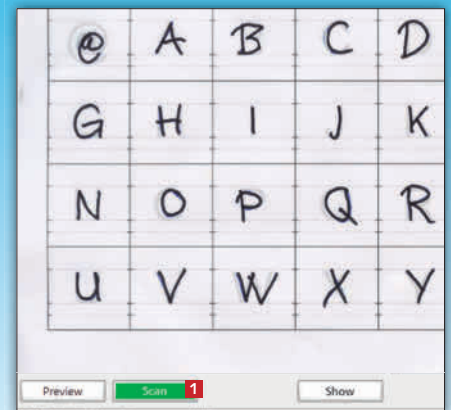 @ A B C D
G H I J K
N O P Q R
U V W X Y
Preview Scan 1 Show